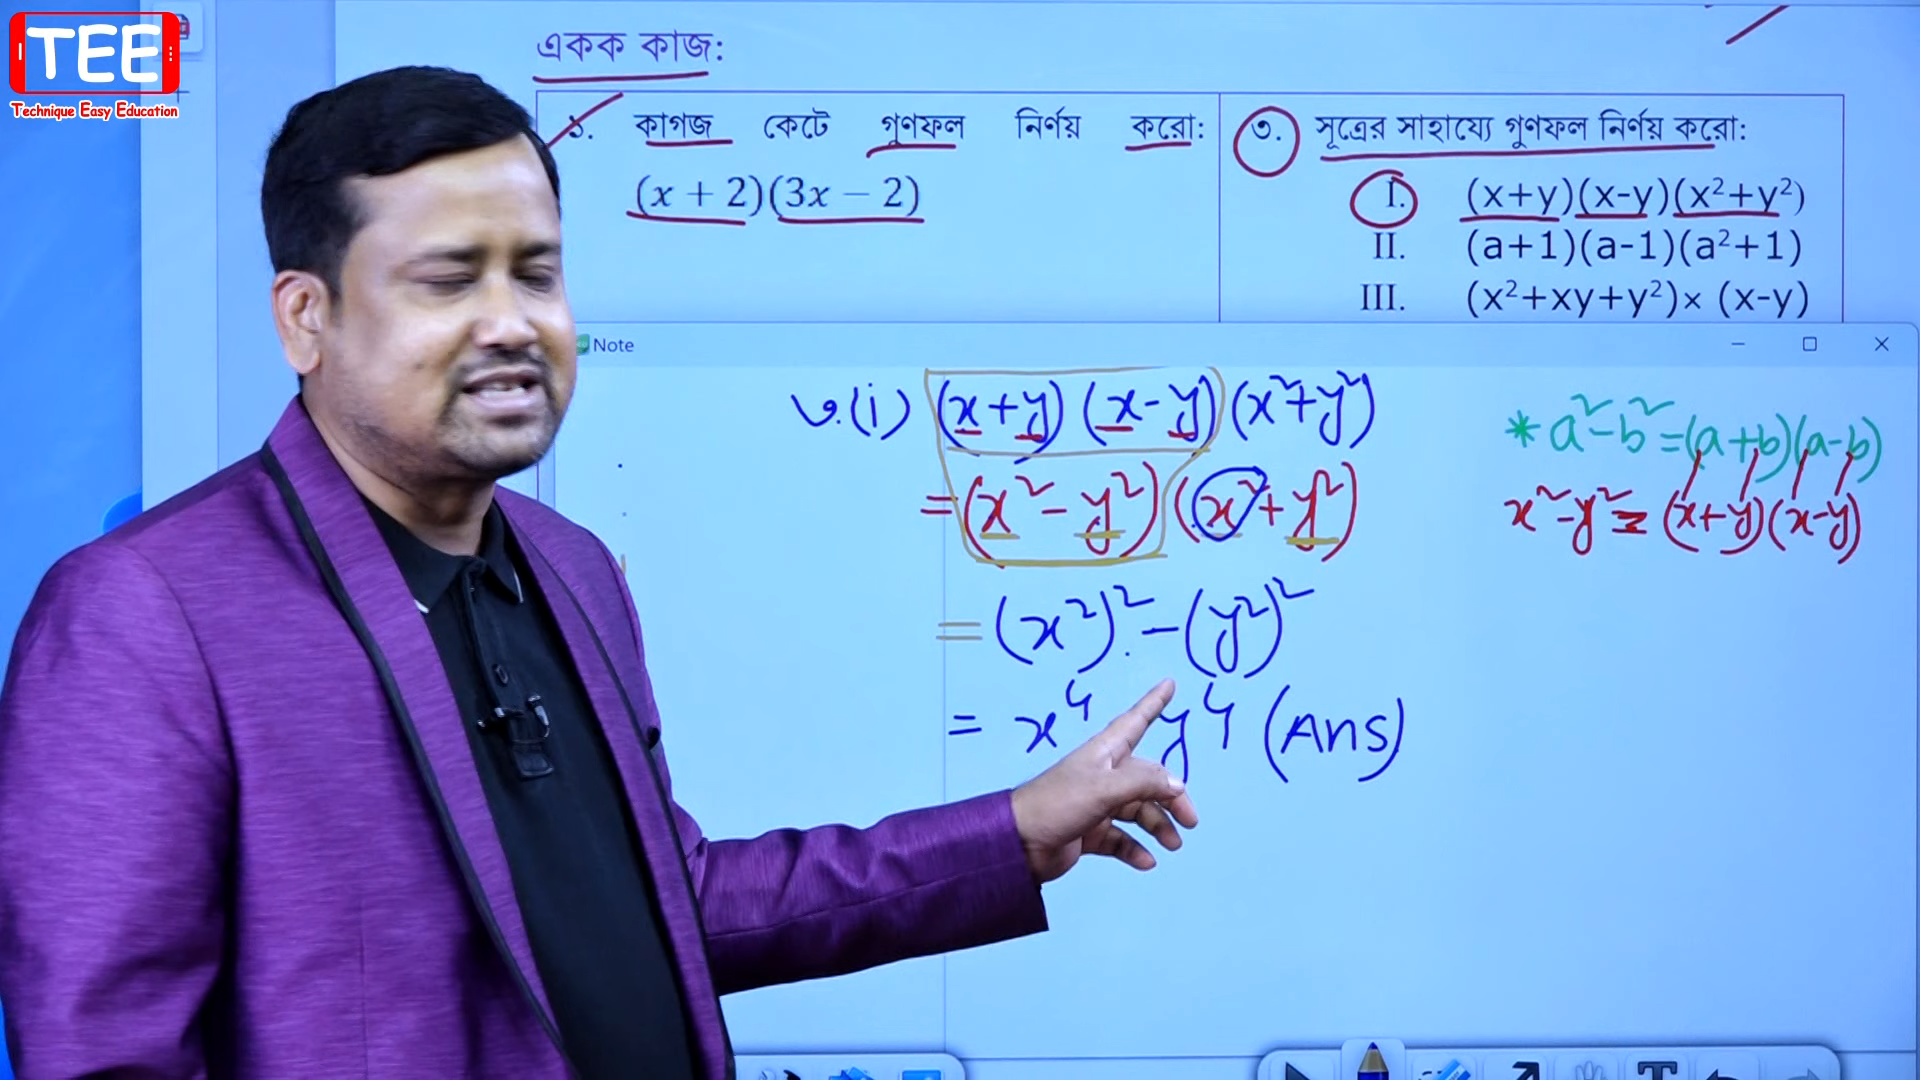 TEE
Technique Easy Education
একক কাজ:
১. কাগজ কেটে গুণফল নির্ণয় করো:
(x + 2)(3x − 2)
৩. সূত্রের সাহায্যে গুণফল নির্ণয় করো:
I. (x+y)(x-y)(x²+y²)
II. (a+1)(a-1)(a²+1)
III. (x²+xy+y²)× (x-y)
Note
৩.(i) (x+y) (x-y) (x²+y²)
= (x²-y²) (x²+y²)
= (x²)² - (y²)²
= x⁴ y⁴ (Ans)
* a²-b² = (a+b)(a-b)
x²-y² = (x+y)(x-y)